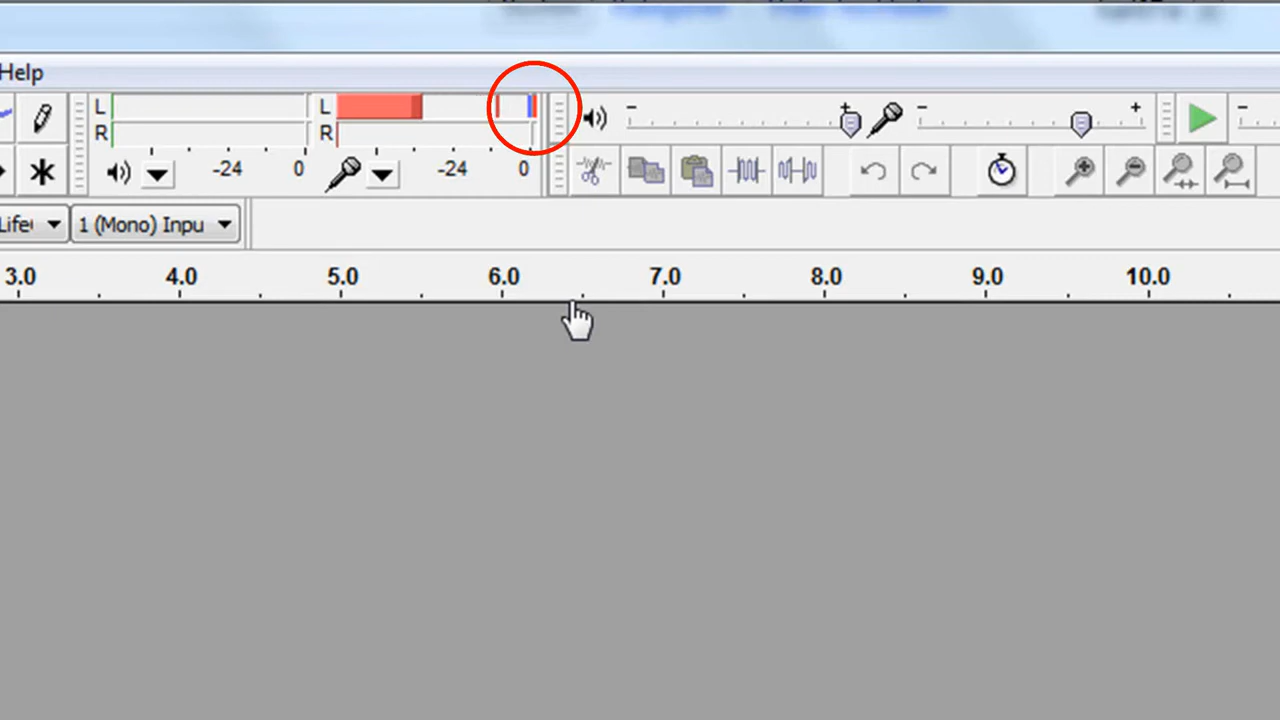 Help
L L
R R
-24 0 -24 0
- + - + -
1 (Mono) Inpu
3.0 4.0 5.0 6.0 7.0 8.0 9.0 10.0